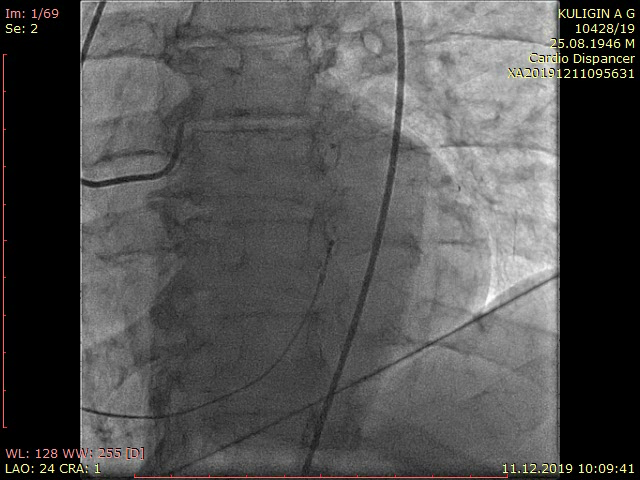 Im: 1/69
Se: 2
KULIGIN A G
10428/19
25.08.1946 M
Cardio Dispancer
XA20191211095631
WL: 128 WW: 255 [D]
LAO: 24 CRA: 1
11.12.2019 10:09:41